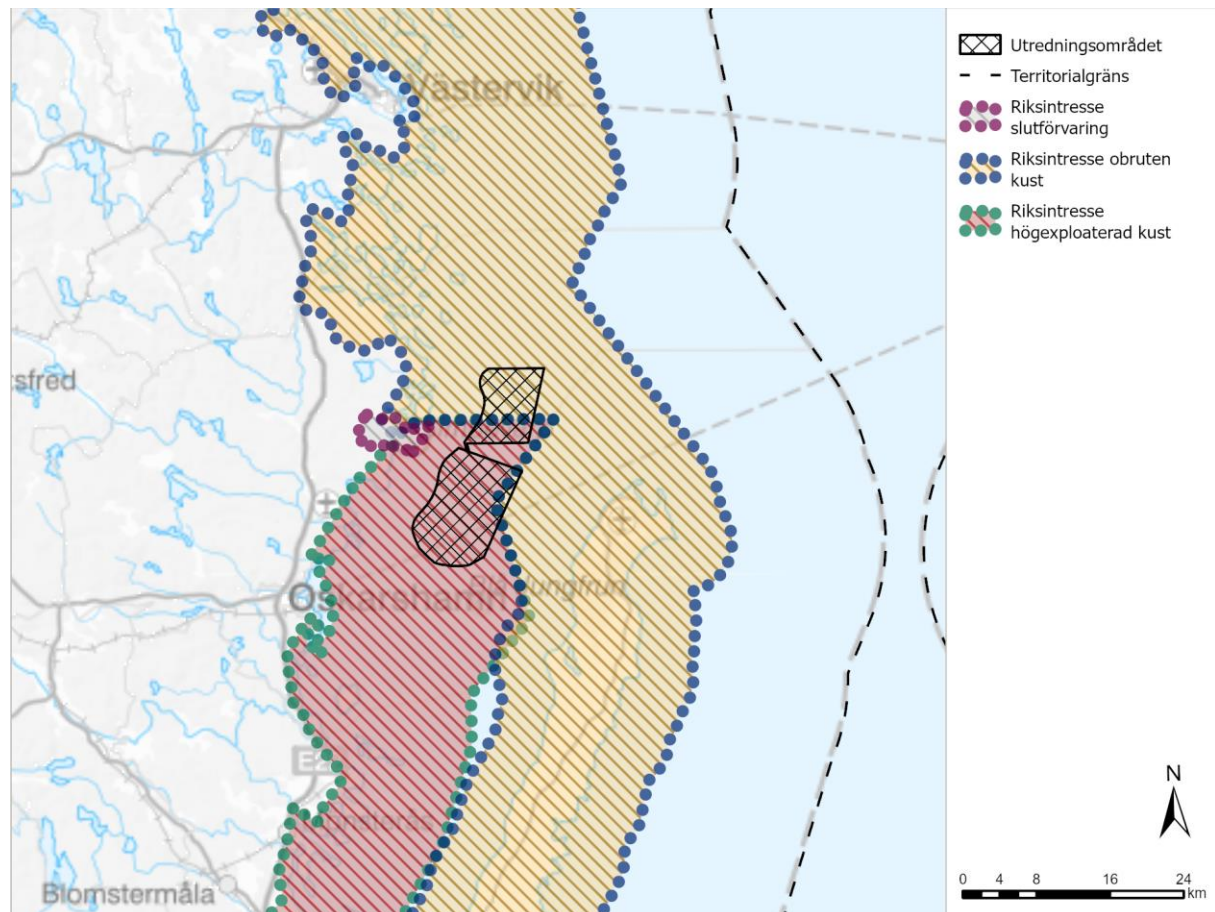 Västervik
sfred
Oskarshamn
Blomstermåla
Utredningsområdet
Territorialgräns
Riksintresse
slutförvaring
Riksintresse obruten
kust
Riksintresse
högexploaterad kust
N
0 4 8 16 24
km